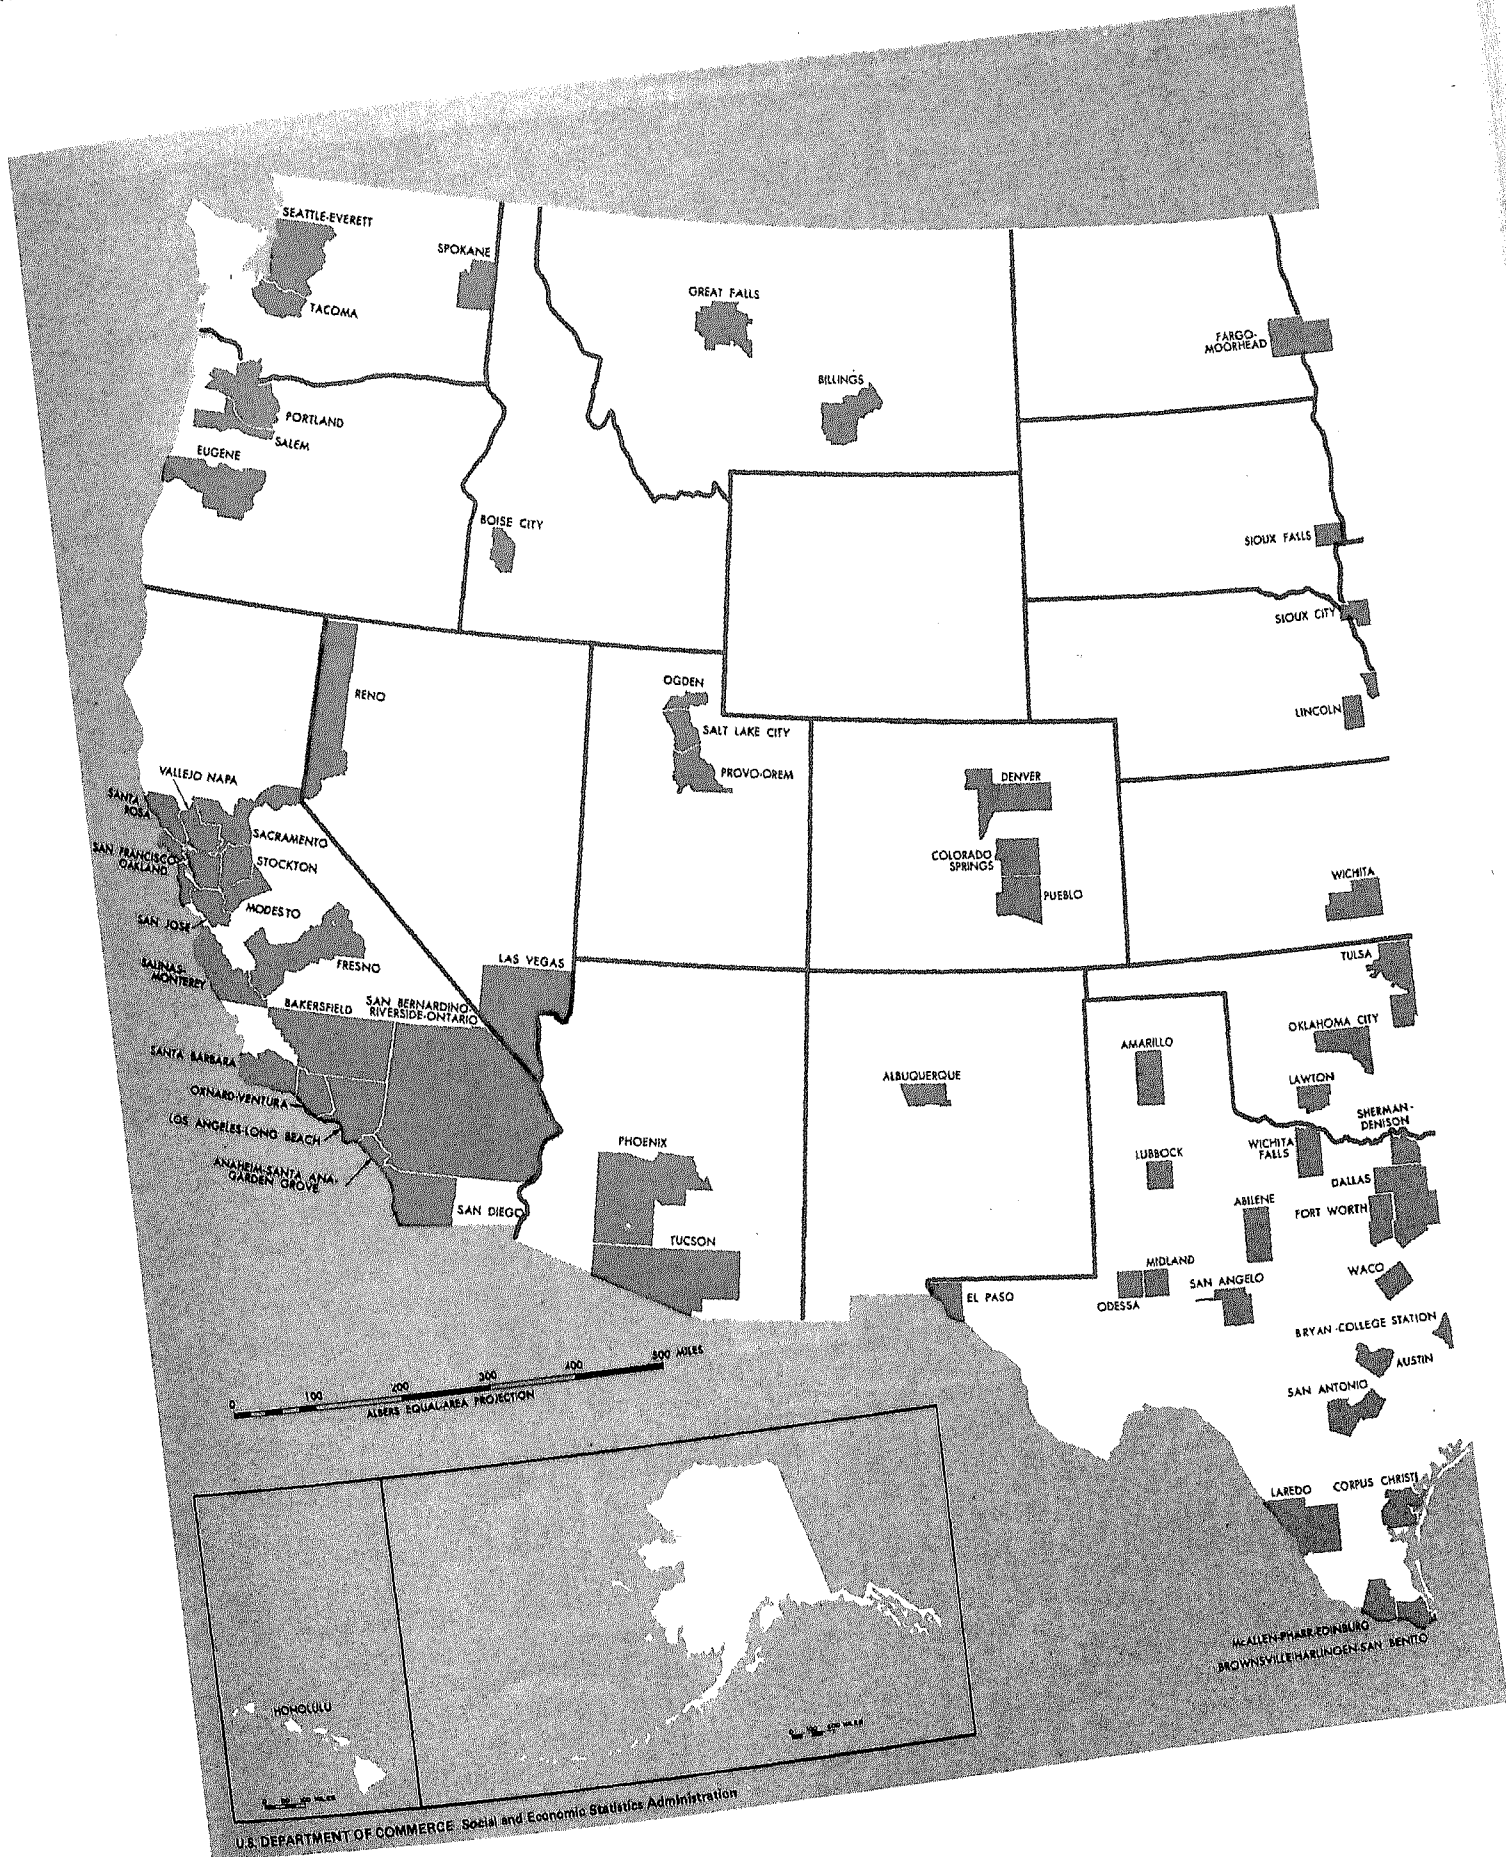 SEATTLE-EVERETT
SPOKANE
TACOMA
GREAT FALLS
FARGO-
MOORHEAD
BILLINGS
PORTLAND
SALEM
EUGENE
BOISE CITY
SIOUX FALLS
SIOUX CITY
RENO
OGDEN
SALT LAKE CITY
PROVO-OREM
LINCOLN
VALLEJO NAPA
SANTA
ROSA
SACRAMENTO
SAN FRANCISCO
OAKLAND
STOCKTON
DENVER
COLORADO
SPRINGS
PUEBLO
WICHITA
MODESTO
SAN JOSE
FRESNO
SALINAS-
MONTEREY
LAS VEGAS
TULSA
BAKERSFIELD
SAN BERNARDINO-
RIVERSIDE-ONTARIO
OKLAHOMA CITY
AMARILLO
SANTA BARBARA
ALBUQUERQUE
LAWTON
OXNARD-VENTURA
SHERMAN-
DENISON
LOS ANGELES-LONG BEACH
PHOENIX
LUBBOCK
WICHITA
FALLS
ANAHEIM-SANTA ANA-
GARDEN GROVE
DALLAS
SAN DIEGO
ABILENE
FORT WORTH
TUCSON
MIDLAND
SAN ANGELO
WACO
EL PASO
ODESSA
BRYAN-COLLEGE STATION
AUSTIN
SAN ANTONIO
0 100 200 300 400 500 MILES
ALBERS EQUAL-AREA PROJECTION
LAREDO
CORPUS CHRISTI
McALLEN-PHARR-EDINBURG
BROWNSVILLE-HARLINGEN-SAN BENITO
HONOLULU
U.S. DEPARTMENT OF COMMERCE Social and Economic Statistics Administration